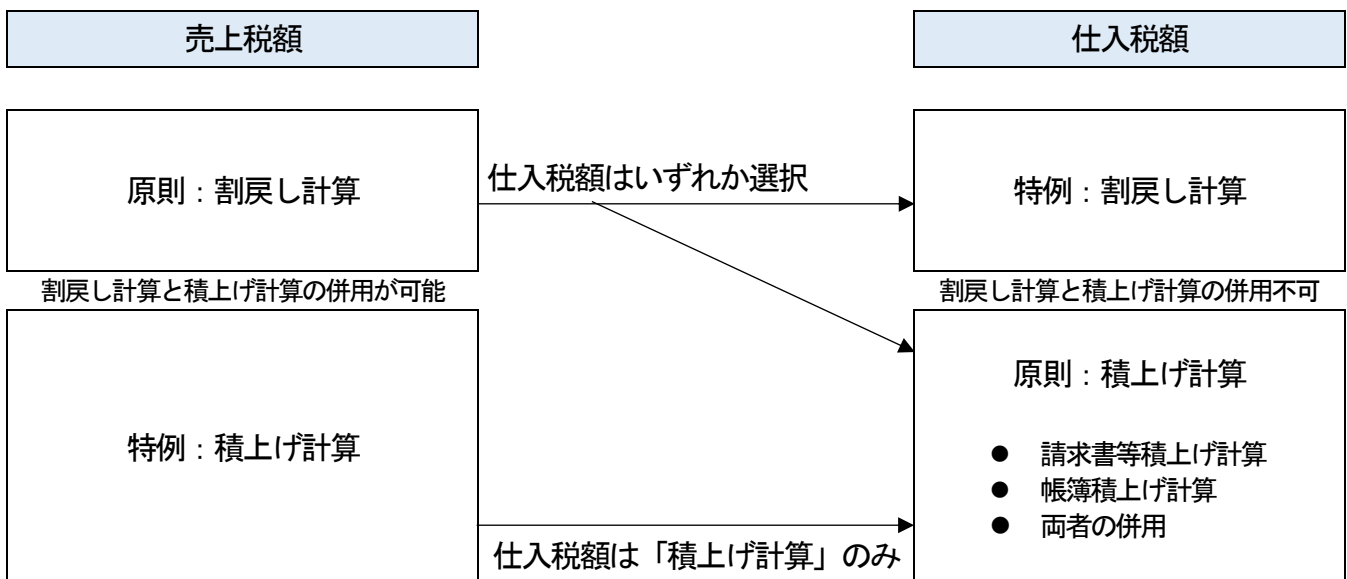 売上税額
仕入税額
原則：割戻し計算
仕入税額はいずれか選択
特例：割戻し計算
割戻し計算と積上げ計算の併用が可能
割戻し計算と積上げ計算の併用不可
特例：積上げ計算
原則：積上げ計算
● 請求書等積上げ計算
● 帳簿積上げ計算
● 両者の併用
仕入税額は「積上げ計算」のみ